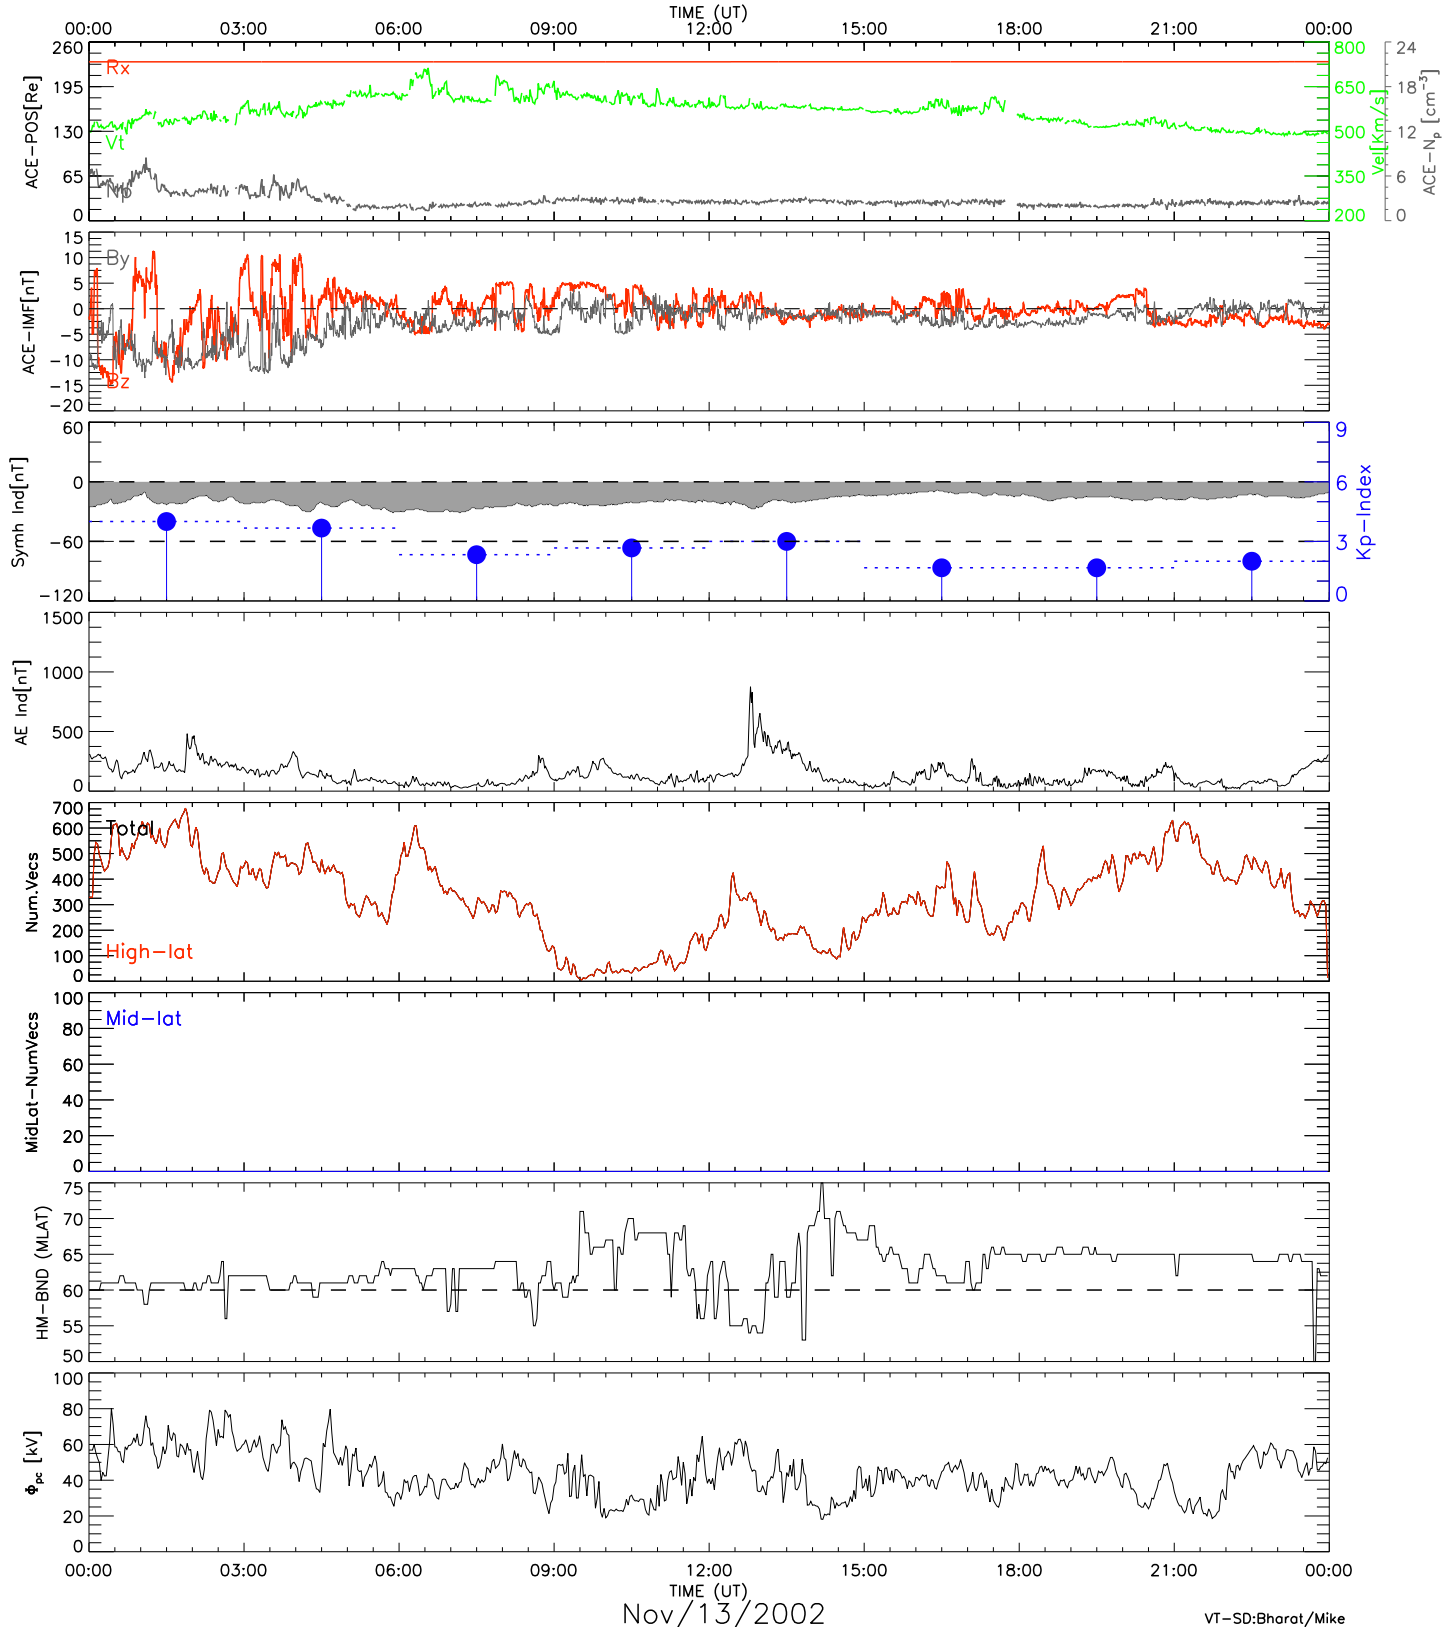 TIME (UT)
00:00 03:00 06:00 09:00 12:00 15:00 18:00 21:00 00:00
ACE-POS[Re]
260 195 130 65 0
Rx
Vt
Np
800 650 500 350 200
Vel[Km/s]
24 18 12 6 0
ACE-Np [cm⁻³]
ACE-IMF[nT]
15 10 5 0 -5 -10 -15 -20
By
Bz
Symh Ind[nT]
60 0 -60 -120
9 6 3 0
Kp-Index
AE Ind[nT]
1500 1000 500 0
Num.Vecs
700 600 500 400 300 200 100 0
Total
High-lat
MidLat-NumVecs
100 80 60 40 20 0
Mid-lat
HM-BND (MLAT)
75 70 65 60 55 50
Φpc [kV]
100 80 60 40 20 0
00:00 03:00 06:00 09:00 12:00 15:00 18:00 21:00 00:00
TIME (UT)
Nov/13/2002
VT-SD:Bharat/Mike